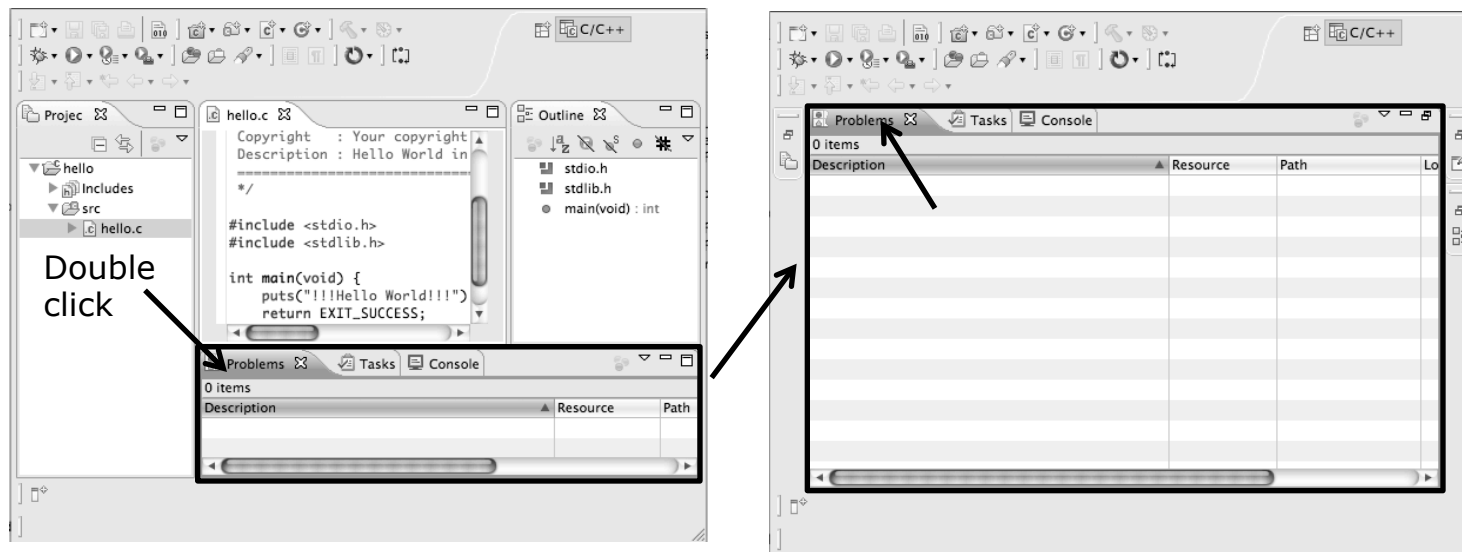 C/C++
Projec
hello
Includes
src
hello.c
Double
click
hello.c
Copyright : Your copyright
Description : Hello World in
==============================
*/
#include <stdio.h>
#include <stdlib.h>
int main(void) {
puts("!!!Hello World!!!")
return EXIT_SUCCESS;
Outline
stdio.h
stdlib.h
main(void) : int
Problems Tasks Console
0 items
Description Resource Path
C/C++
Problems Tasks Console
0 items
Description Resource Path Lo